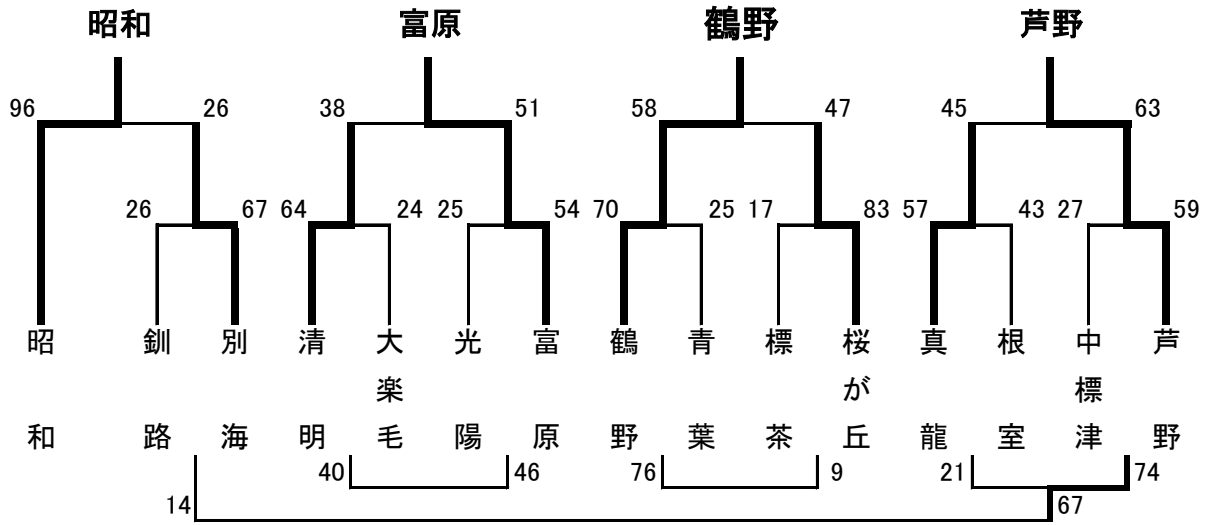 昭和 富原 鶴野 芦野
96 26 38 51 58 47 45 63
26 67 64 24 25 54 70 25 17 83 57 43 27 59
昭和 釧路 別海 清明 大楽毛 光陽 富原 鶴野 青葉 標茶 桜が丘 真龍 根室 中標津 芦野
40 46 76 9 21 74
14 67